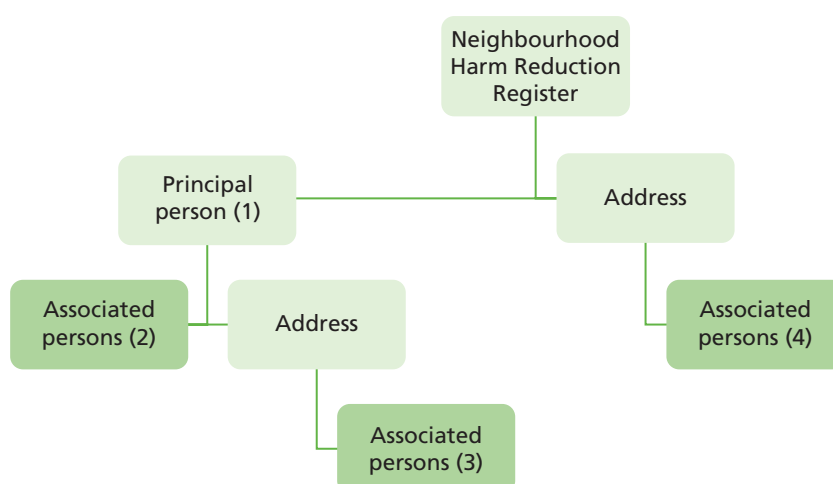 Neighbourhood
Harm Reduction
Register
Principal
person (1)
Address
Associated
persons (2)
Address
Associated
persons (4)
Associated
persons (3)